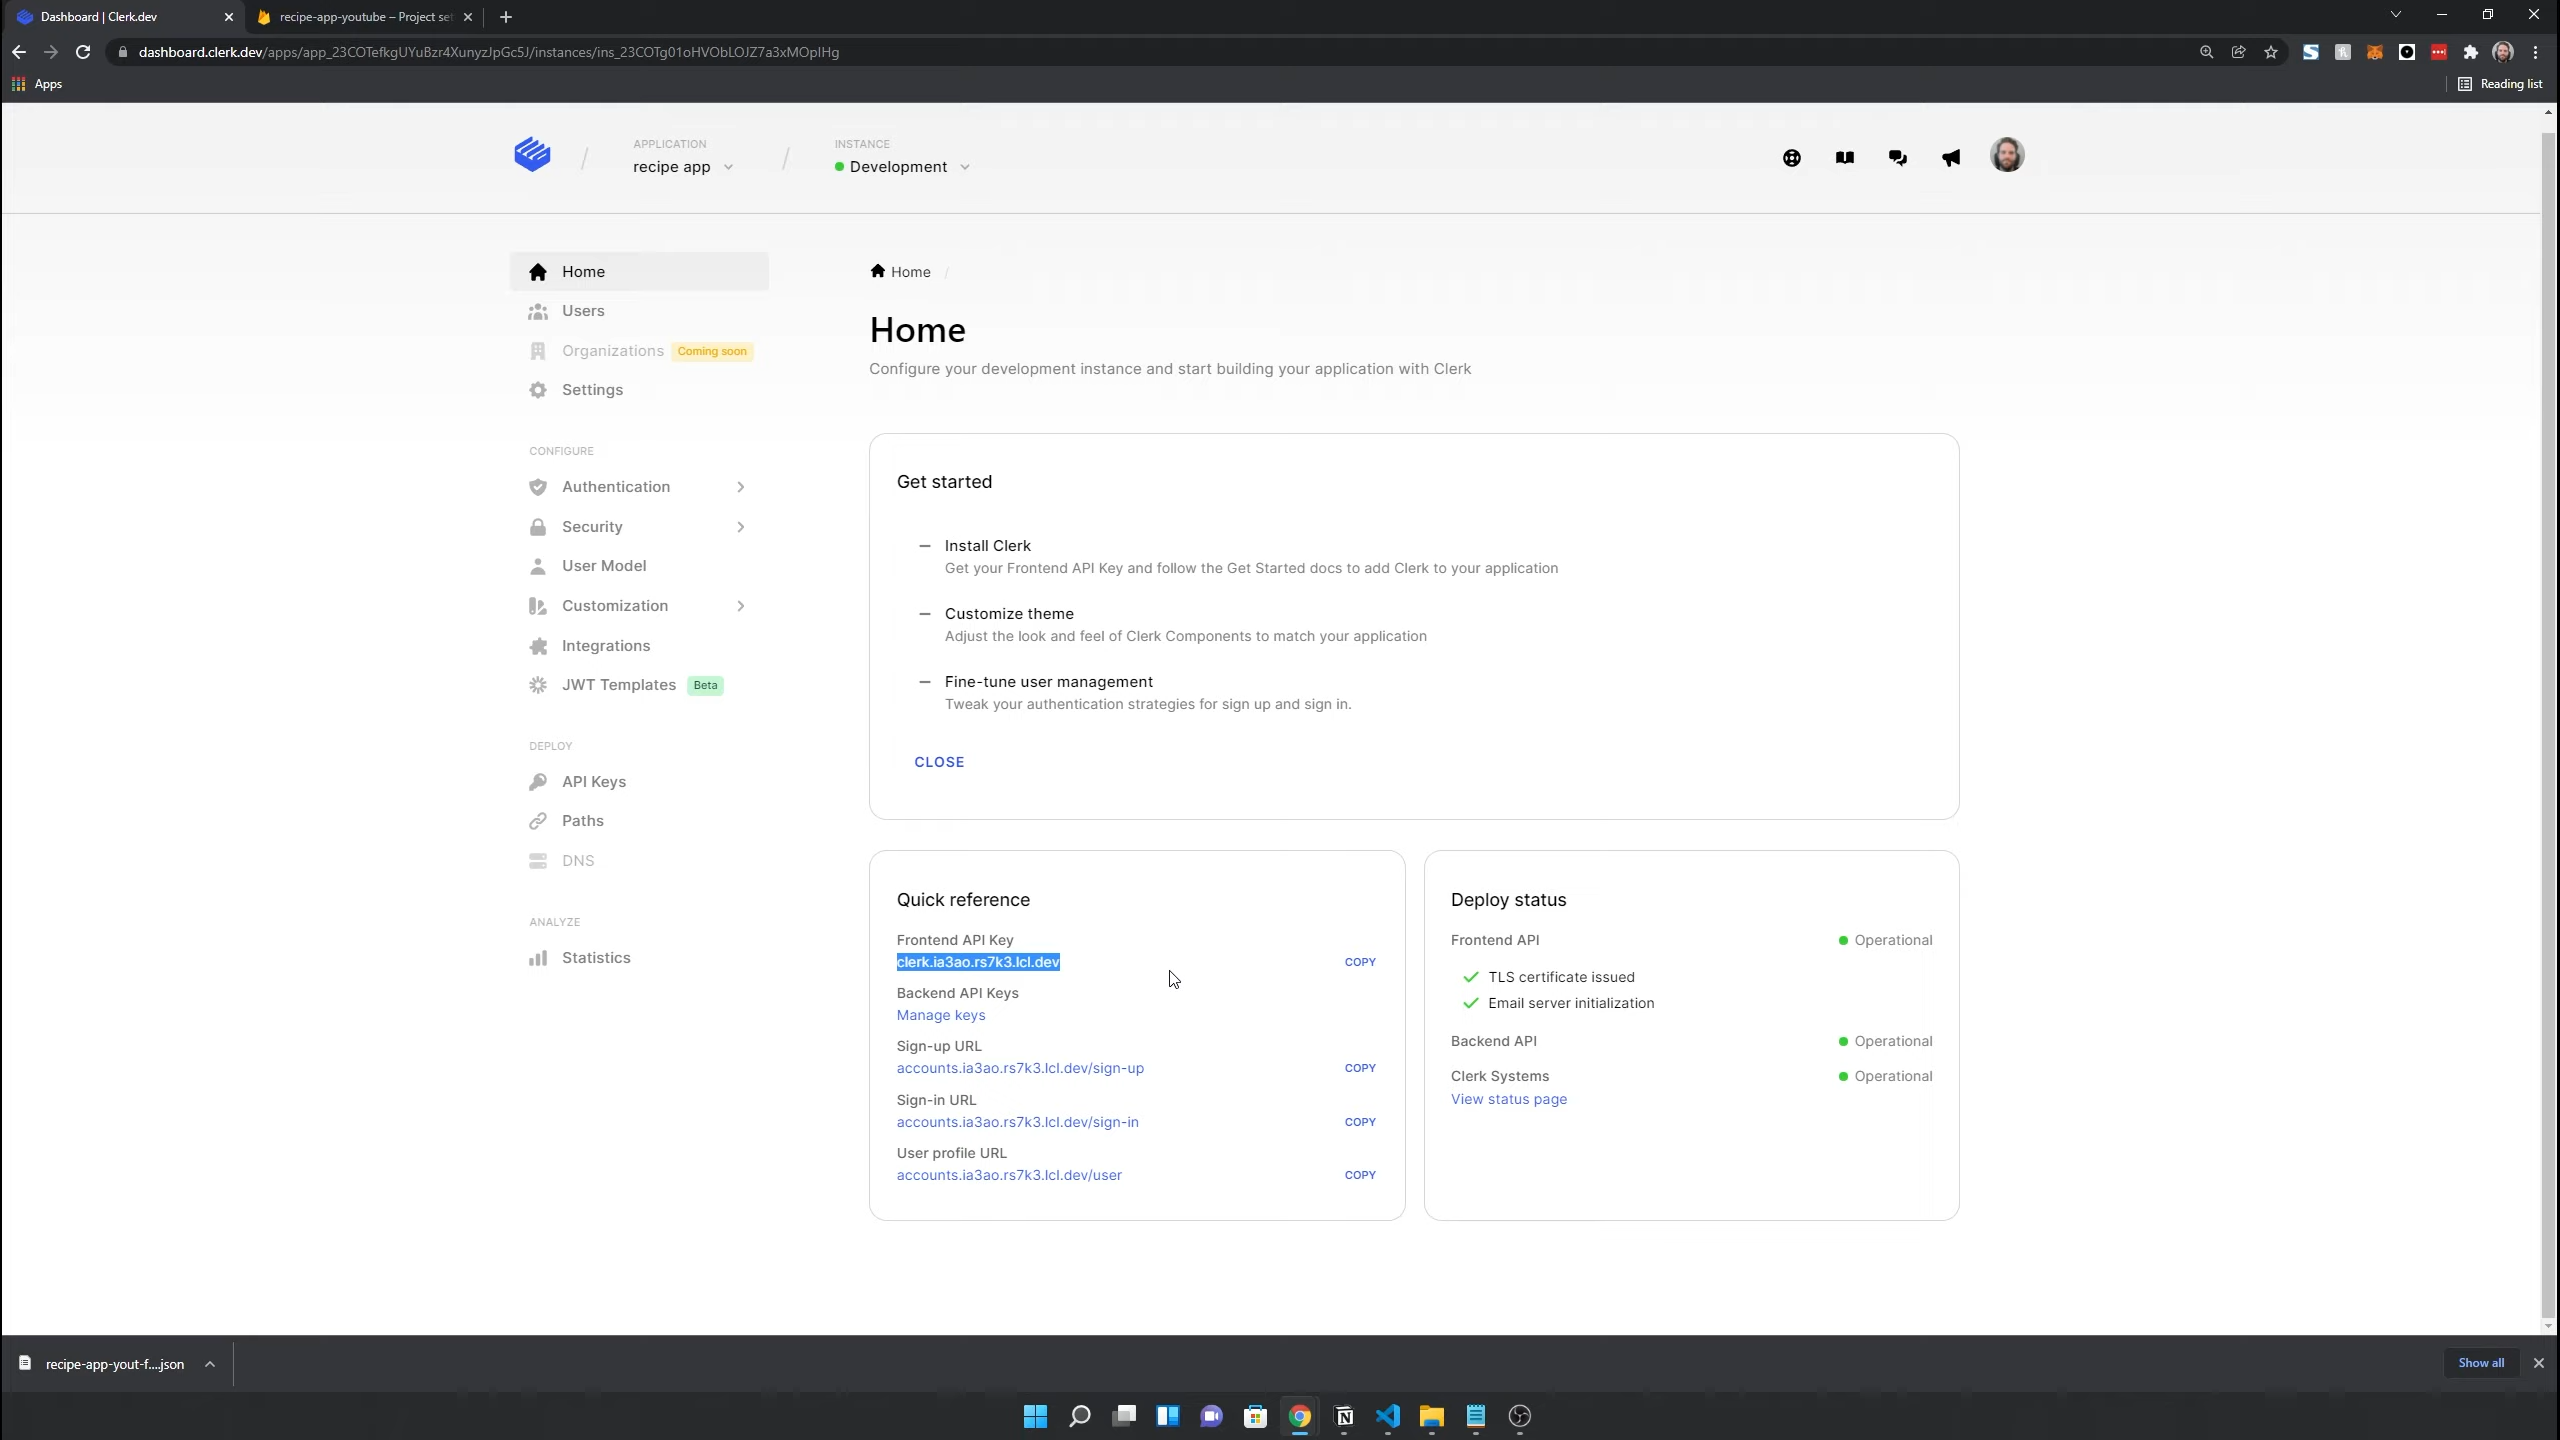 Dashboard | Clerk.dev
recipe-app-youtube – Project set
dashboard.clerk.dev/apps/app_23COTefkgUYuBzr4XunyzJpGc5J/instances/ins_23COTg01oHVObLOJZ7a3xMOpIHg
Apps
Reading list
APPLICATION
recipe app
INSTANCE
Development
Home
Users
Organizations Coming soon
Settings
CONFIGURE
Authentication
Security
User Model
Customization
Integrations
JWT Templates Beta
DEPLOY
API Keys
Paths
DNS
ANALYZE
Statistics
Home /
Home
Configure your development instance and start building your application with Clerk
Get started
Install Clerk
Get your Frontend API Key and follow the Get Started docs to add Clerk to your application
Customize theme
Adjust the look and feel of Clerk Components to match your application
Fine-tune user management
Tweak your authentication strategies for sign up and sign in.
CLOSE
Quick reference
Frontend API Key
clerk.ia3ao.rs7k3.lcl.dev COPY
Backend API Keys
Manage keys
Sign-up URL
accounts.ia3ao.rs7k3.lcl.dev/sign-up COPY
Sign-in URL
accounts.ia3ao.rs7k3.lcl.dev/sign-in COPY
User profile URL
accounts.ia3ao.rs7k3.lcl.dev/user COPY
Deploy status
Frontend API Operational
TLS certificate issued
Email server initialization
Backend API Operational
Clerk Systems Operational
View status page
recipe-app-yout-f....json
Show all